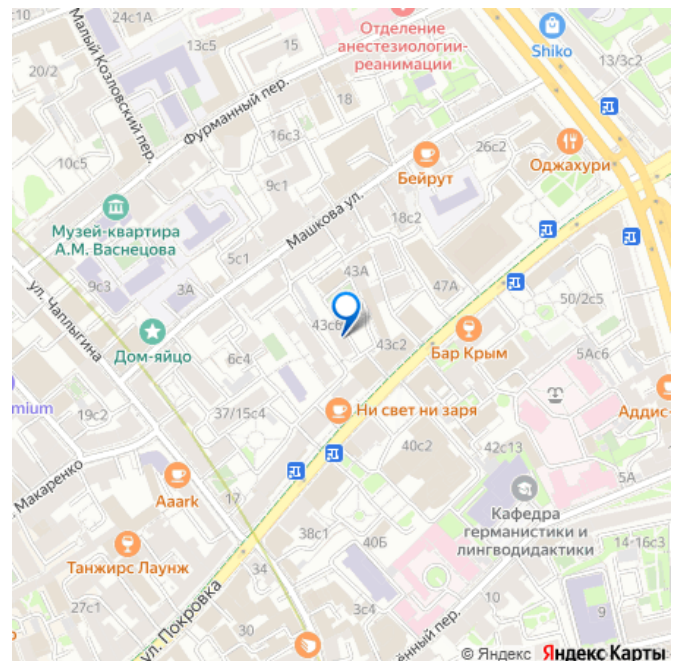 24с1А
Малый Козловский пер.
13с5
15
Отделение
анестезиологии-
реанимации
Shiko
13/3с2
20/2
Фурманный пер.
18
16с3
26с2
Оджахури
10с5
Бейрут
9с1
Музей-квартира
А.М. Васнецова
Машкова ул.
18с2
5с1
43А
47А
50/2с5
ул. Чаплыгина
9с3
3А
43с6
43с2
Бар Крым
5Ас6
Дом-яйцо
6с4
mium
19с2
37/15с4
Ни свет ни заря
Аддис-
40с2
42с13
Макаренко
Aaark
17
5А
Кафедра
германистики и
лингводидактики
38с1
40Б
14-16с3
Танжирс Лаунж
34
27с1
ул. Покровка
30
3с4
ённый пер.
10
9
© Яндекс Яндекс Карты